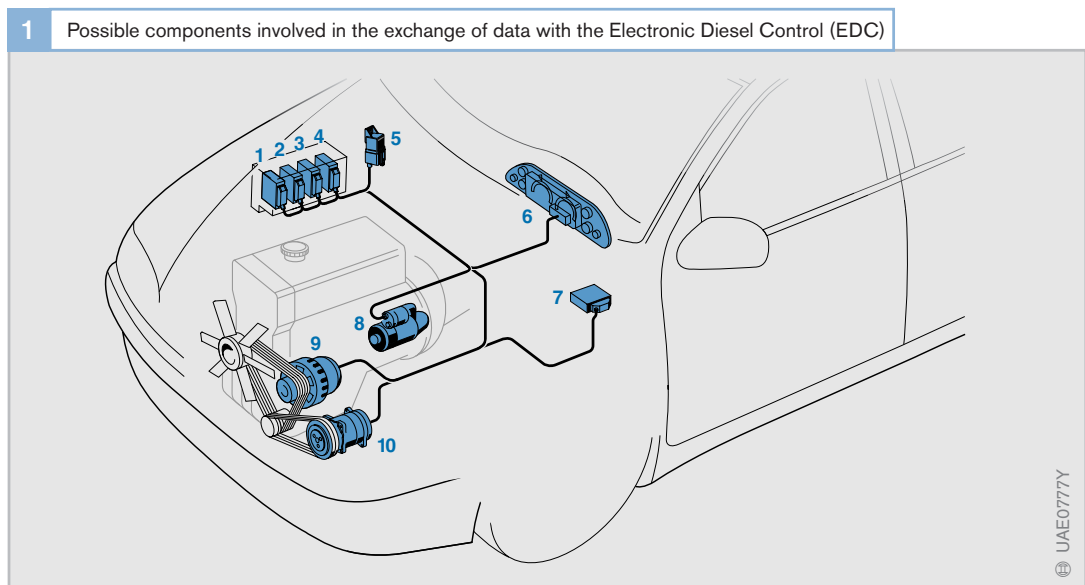 1 Possible components involved in the exchange of data with the Electronic Diesel Control (EDC)
1 2 3 4 5
6
7
8
9
10
UAE0777Y